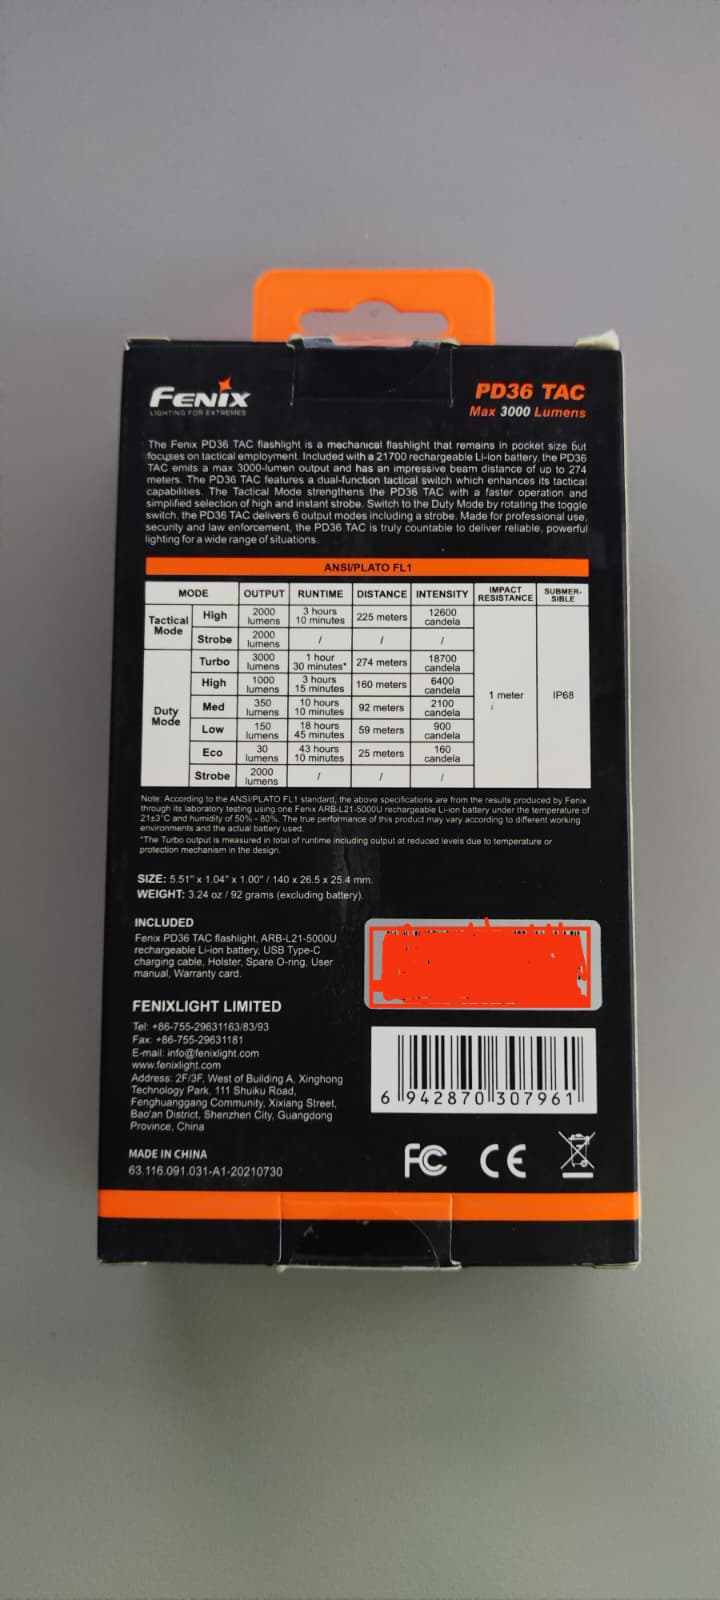 FENIX
LIGHTING FOR EXTREMES
PD36 TAC
Max 3000 Lumens
The Fenix PD36 TAC flashlight is a mechanical flashlight that remains in pocket size but
focuses on tactical employment. Included with a 21700 rechargeable Li-ion battery, the PD36
TAC emits a max 3000-lumen output and has an impressive beam distance of up to 274
meters. The PD36 TAC features a dual-function tactical switch which enhances its tactical
capabilities. The Tactical Mode strengthens the PD36 TAC with a faster operation and
simplified selection of high and instant strobe. Switch to the Duty Mode by rotating the toggle
switch, the PD36 TAC delivers 6 output modes including a strobe. Made for professional use,
security and law enforcement, the PD36 TAC is truly countable to deliver reliable, powerful
lighting for a wide range of situations.
ANSI/PLATO FL1
MODE OUTPUT RUNTIME DISTANCE INTENSITY IMPACT RESISTANCE SUBMER-SIBLE
Tactical Mode High 2000 lumens 3 hours 10 minutes 225 meters 12600 candela
Strobe 2000 lumens / / /
Duty Mode Turbo 3000 lumens 1 hour 30 minutes* 274 meters 18700 candela
High 1000 lumens 3 hours 15 minutes 160 meters 6400 candela
1 meter IP68
Med 350 lumens 10 hours 10 minutes 92 meters 2100 candela
Low 150 lumens 18 hours 45 minutes 59 meters 900 candela
Eco 30 lumens 43 hours 10 minutes 25 meters 160 candela
Strobe 2000 lumens / / /
Note: According to the ANSI/PLATO FL1 standard, the above specifications are from the results produced by Fenix
through its laboratory testing using one Fenix ARB-L21-5000U rechargeable Li-ion battery under the temperature of
21±3°C and humidity of 50% - 80%. The true performance of this product may vary according to different working
environments and the actual battery used.
*The Turbo output is measured in total of runtime including output at reduced levels due to temperature or
protection mechanism in the design.
SIZE: 5.51" x 1.04" x 1.00" / 140 x 26.5 x 25.4 mm.
WEIGHT: 3.24 oz / 92 grams (excluding battery).
INCLUDED
Fenix PD36 TAC flashlight, ARB-L21-5000U
rechargeable Li-ion battery, USB Type-C
charging cable, Holster, Spare O-ring, User
manual, Warranty card.
FENIXLIGHT LIMITED
Tel: +86-755-29631163/83/93
Fax: +86-755-29631181
E-mail: info@fenixlight.com
www.fenixlight.com
Address: 2F/3F, West of Building A, Xinghong
Technology Park, 111 Shuiku Road,
Fenghuanggang Community, Xixiang Street,
Bao'an District, Shenzhen City, Guangdong
Province, China
MADE IN CHINA
63.116.091.031-A1-20210730
6 942870 307961
FC CE